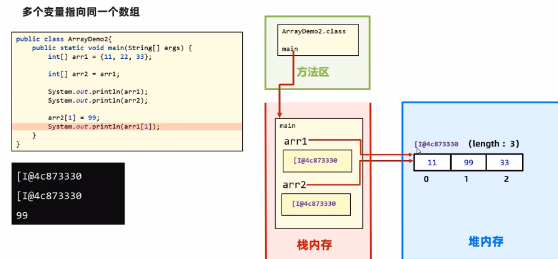 多个变量指向同一个数组
public class ArrayDemo2{
public static void main(String[] args) {
int[] arr1 = {11, 22, 33};
int[] arr2 = arr1;
System.out.println(arr1);
System.out.println(arr2);
arr2[1] = 99;
System.out.println(arr1[1]);
}
}
[I@4c873330
[I@4c873330
99
ArrayDemo2.class
main
方法区
main
arr1
[I@4c873330
arr2
[I@4c873330
栈内存
[I@4c873330 (length : 3)
11 99 33
0 1 2
堆内存